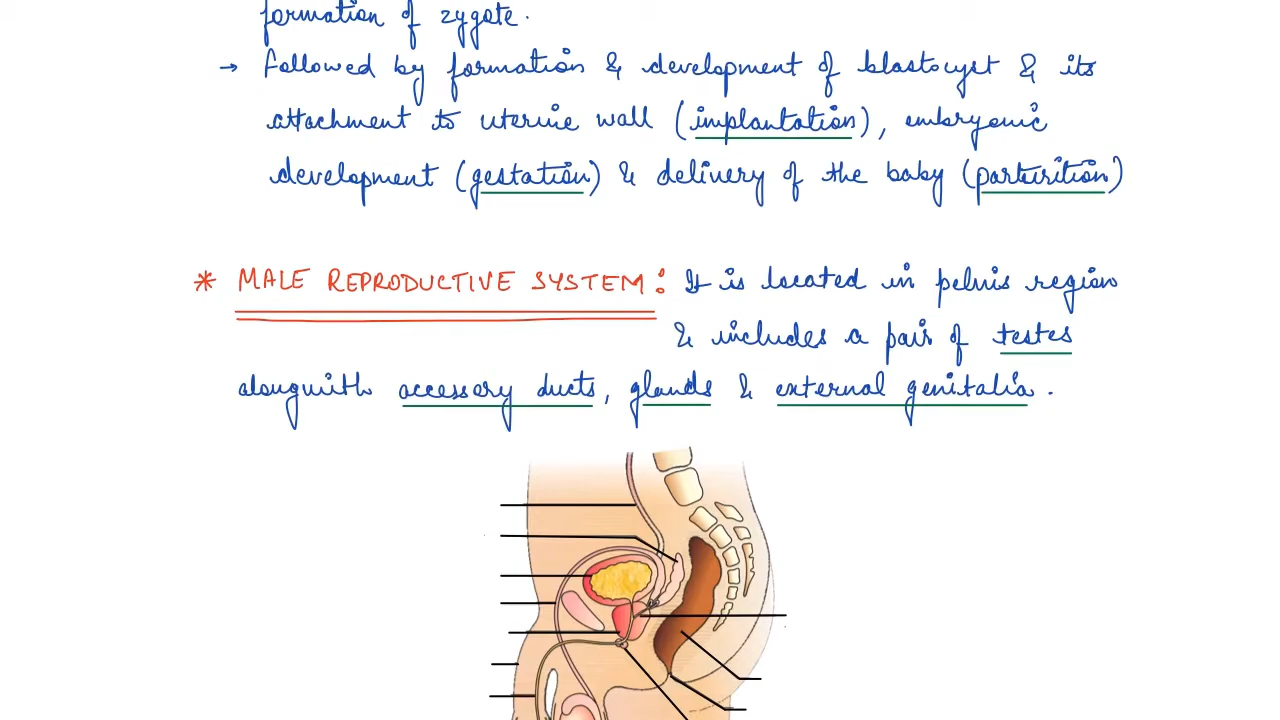 formation of zygote.
→ followed by formation & development of blastocyst & its
attachment to uterine wall (implantation), embryonic
development (gestation) & delivery of the baby (parturition)
* MALE REPRODUCTIVE SYSTEM: It is located in pelvis region
& includes a pair of testes
alongwith accessory ducts, glands & external genitalia.